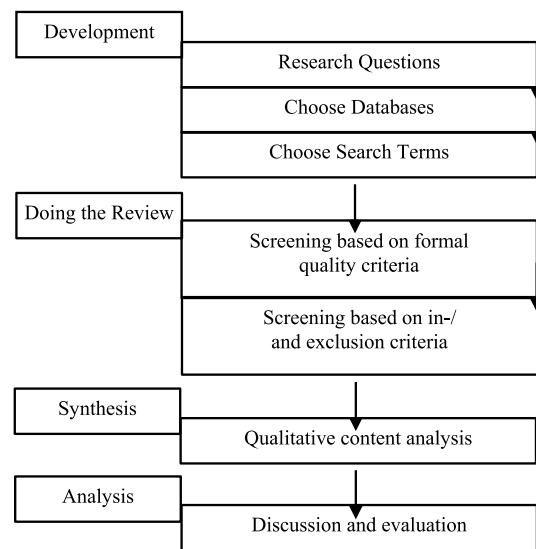 Development
Research Questions
Choose Databases
Choose Search Terms
Doing the Review
Screening based on formal
quality criteria
Screening based on in-/
and exclusion criteria
Synthesis
Qualitative content analysis
Analysis
Discussion and evaluation